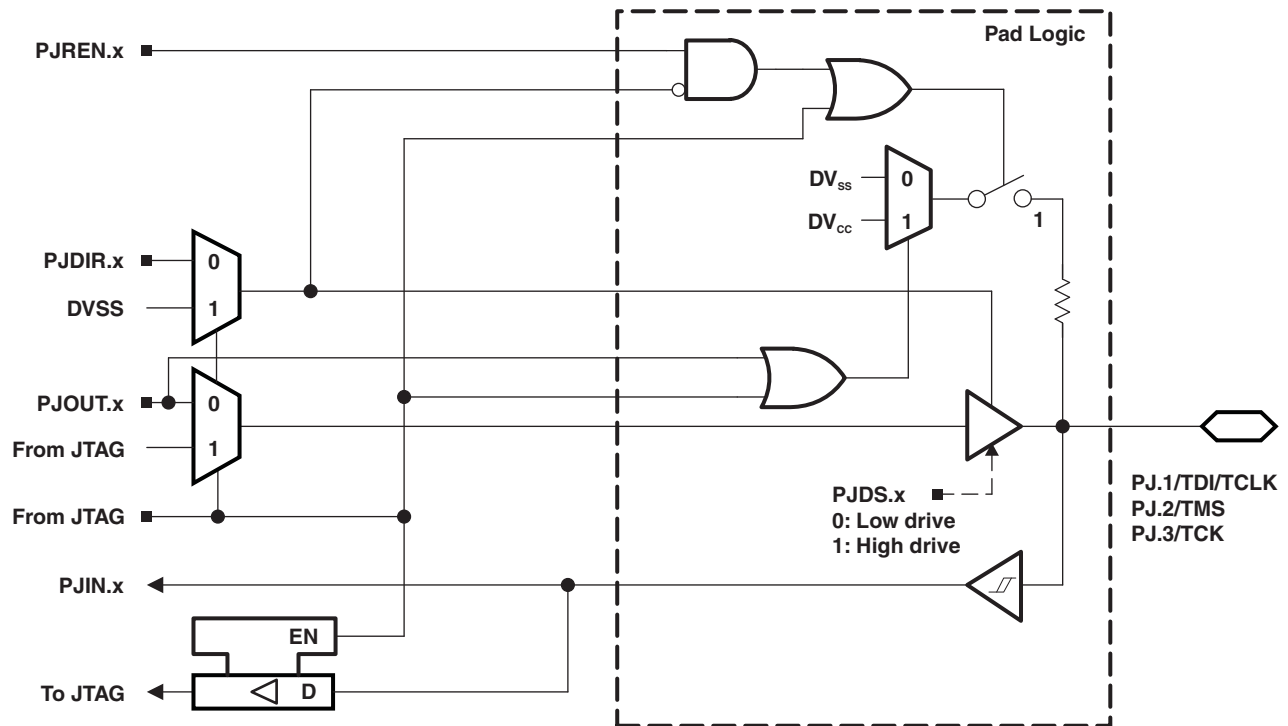 Pad Logic
PJREN.x
DVss
0
DVcc
1
1
PJDIR.x
0
DVSS
1
PJOUT.x
0
From JTAG
1
PJDS.x
0: Low drive
1: High drive
PJ.1/TDI/TCLK
PJ.2/TMS
PJ.3/TCK
From JTAG
PJIN.x
EN
To JTAG
D